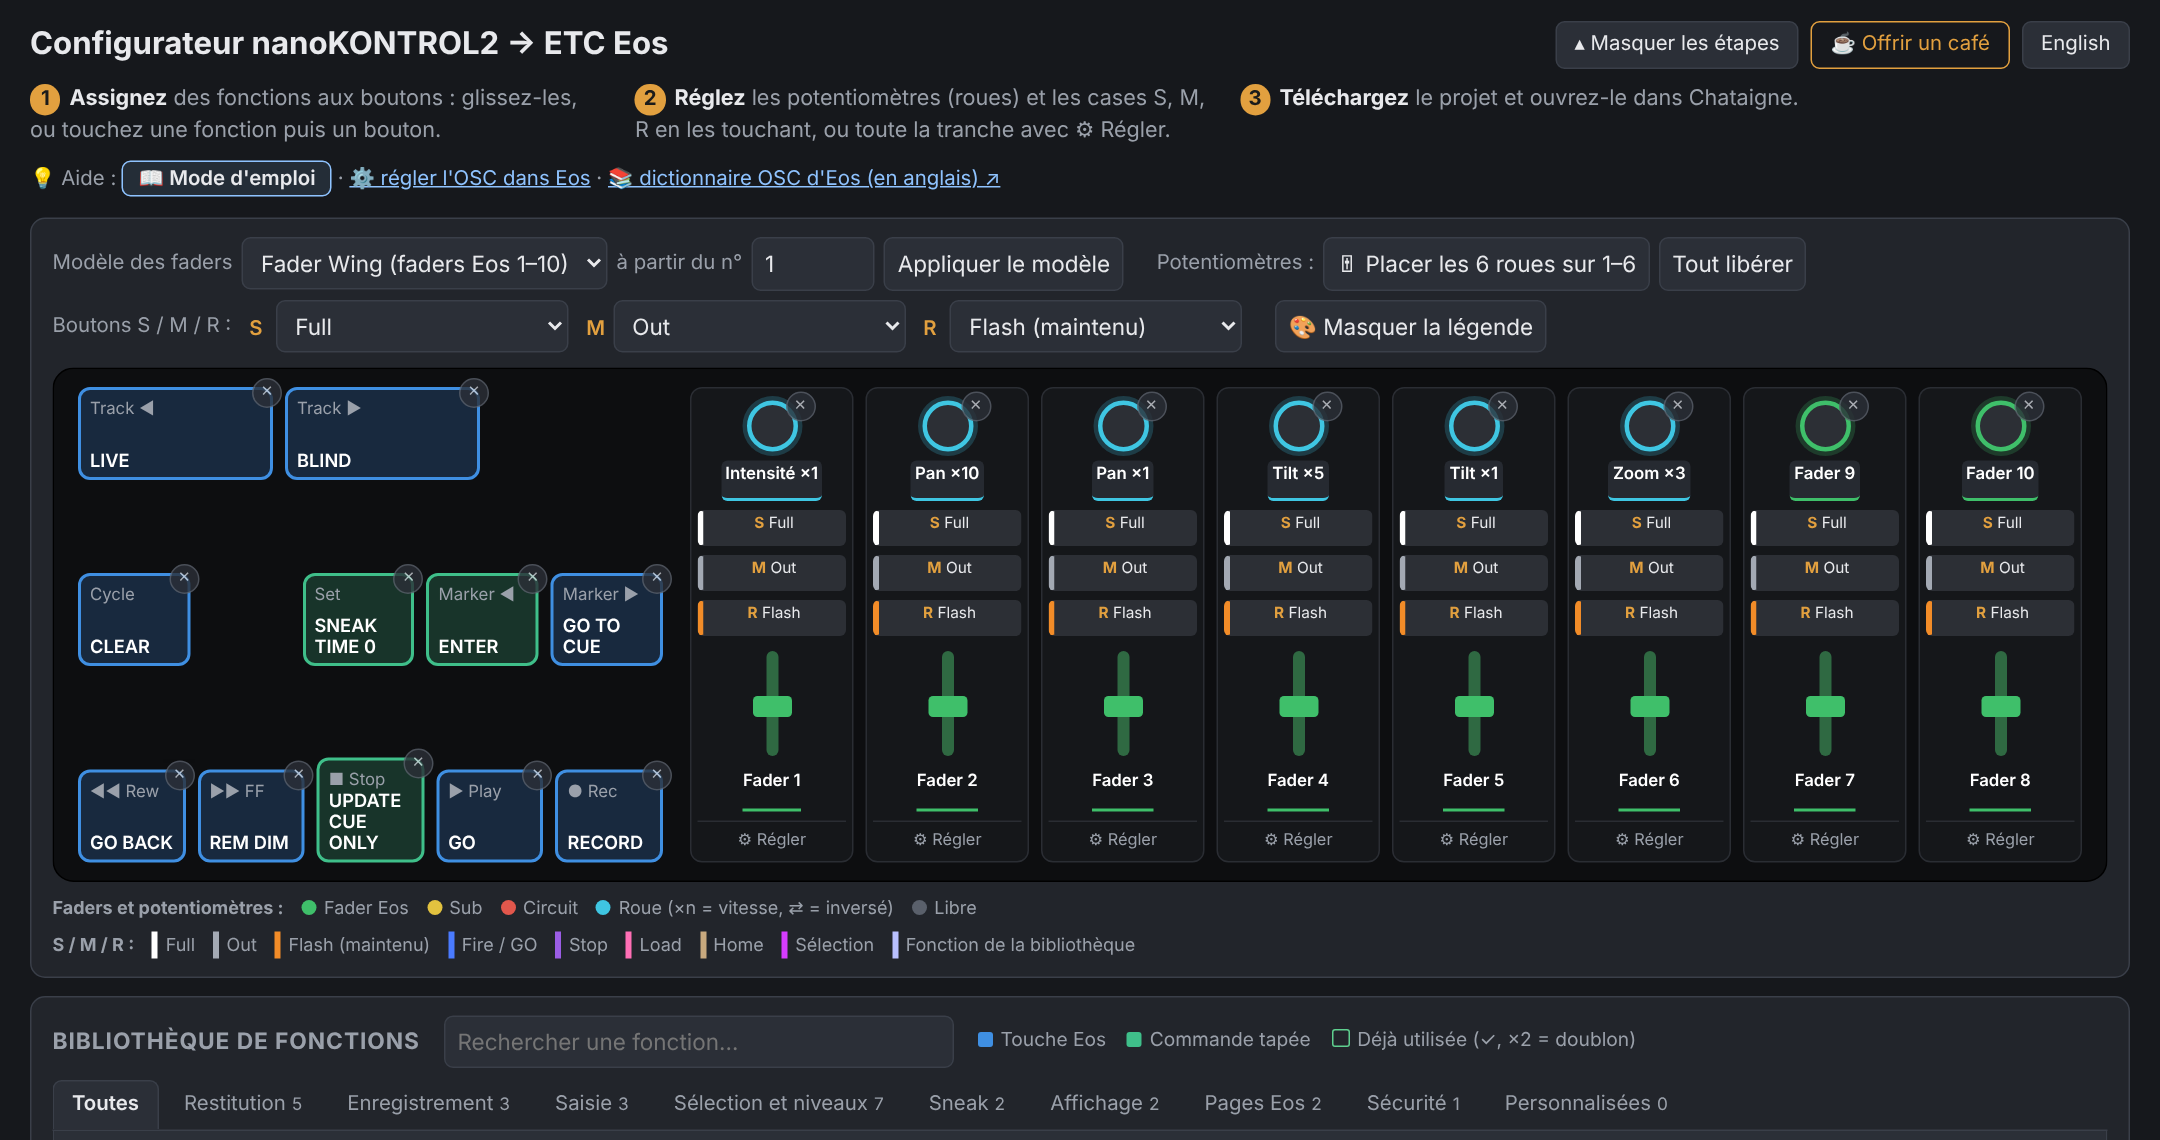 Configurateur nanoKONTROL2 → ETC Eos
▴ Masquer les étapes
☕ Offrir un café
English
1 Assignez des fonctions aux boutons : glissez-les,
ou touchez une fonction puis un bouton.
2 Réglez les potentiomètres (roues) et les cases S, M,
R en les touchant, ou toute la tranche avec ⚙ Régler.
3 Téléchargez le projet et ouvrez-le dans Chataigne.
💡 Aide : 📖 Mode d'emploi · ⚙️ régler l'OSC dans Eos · 📚 dictionnaire OSC d'Eos (en anglais) ↗
Modèle des faders Fader Wing (faders Eos 1–10) à partir du n° 1 Appliquer le modèle Potentiomètres : 🎚 Placer les 6 roues sur 1–6 Tout libérer
Boutons S / M / R : S Full M Out R Flash (maintenu) 🎨 Masquer la légende
Track ◀ ✕
LIVE
Track ▶ ✕
BLIND
Cycle ✕
CLEAR
Set ✕
SNEAK
TIME 0
Marker ◀ ✕
ENTER
Marker ▶ ✕
GO TO
CUE
◀◀ Rew ✕
GO BACK
▶▶ FF ✕
REM DIM
■ Stop ✕
UPDATE
CUE
ONLY
▶ Play ✕
GO
● Rec ✕
RECORD
✕
Intensité ×1
S Full
M Out
R Flash
Fader 1
⚙ Régler
✕
Pan ×10
S Full
M Out
R Flash
Fader 2
⚙ Régler
✕
Pan ×1
S Full
M Out
R Flash
Fader 3
⚙ Régler
✕
Tilt ×5
S Full
M Out
R Flash
Fader 4
⚙ Régler
✕
Tilt ×1
S Full
M Out
R Flash
Fader 5
⚙ Régler
✕
Zoom ×3
S Full
M Out
R Flash
Fader 6
⚙ Régler
✕
Fader 9
S Full
M Out
R Flash
Fader 7
⚙ Régler
✕
Fader 10
S Full
M Out
R Flash
Fader 8
⚙ Régler
Faders et potentiomètres : Fader Eos Sub Circuit Roue (×n = vitesse, ⇄ = inversé) Libre
S / M / R : Full Out Flash (maintenu) Fire / GO Stop Load Home Sélection Fonction de la bibliothèque
BIBLIOTHÈQUE DE FONCTIONS Rechercher une fonction… Touche Eos Commande tapée Déjà utilisée (✓, ×2 = doublon)
Toutes Restitution 5 Enregistrement 3 Saisie 3 Sélection et niveaux 7 Sneak 2 Affichage 2 Pages Eos 2 Sécurité 1 Personnalisées 0